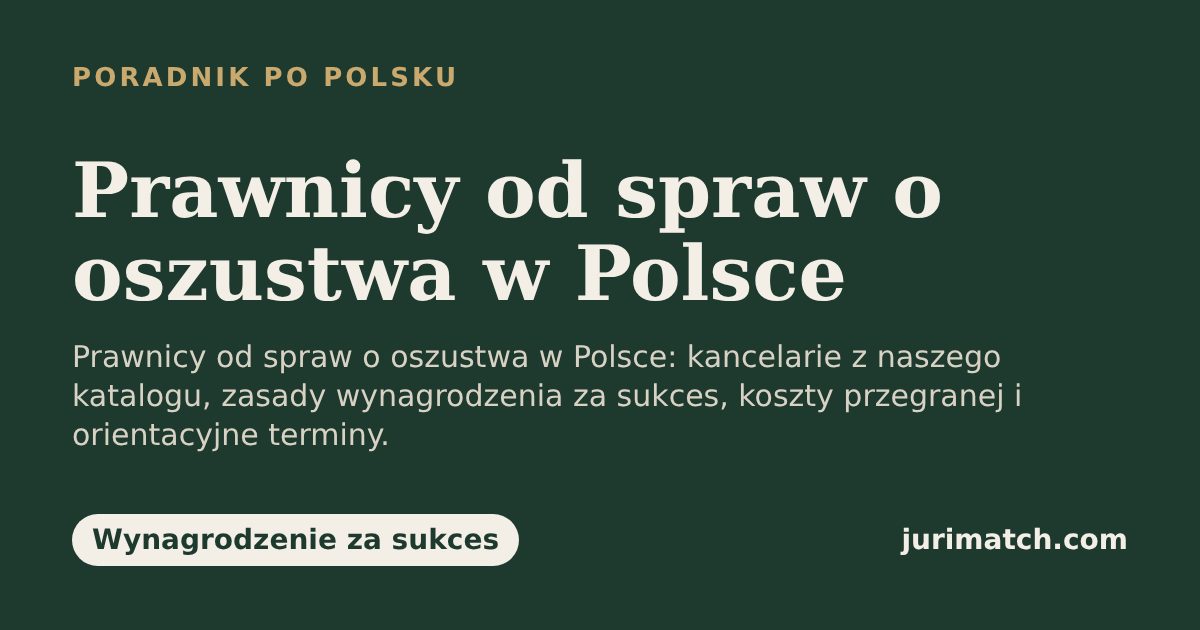 PORADNIK PO POLSKU
Prawnicy od spraw o
oszustwa w Polsce
Prawnicy od spraw o oszustwa w Polsce: kancelarie z naszego
katalogu, zasady wynagrodzenia za sukces, koszty przegranej i
orientacyjne terminy.
Wynagrodzenie za sukces
jurimatch.com